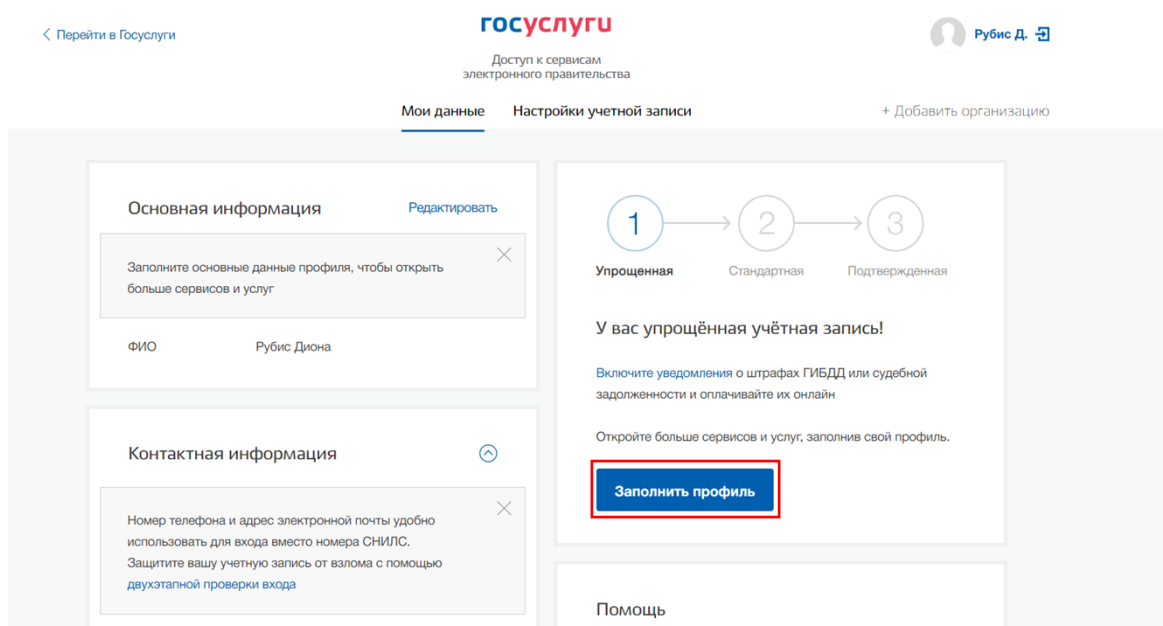 Перейти в Госуслуги
госуслуги
Рубис Д.
Доступ к сервисам
электронного правительства
Мои данные
Настройки учетной записи
+ Добавить организацию
Основная информация
Редактировать
Заполните основные данные профиля, чтобы открыть
больше сервисов и услуг
ФИО
Рубис Диона
Контактная информация
Номер телефона и адрес электронной почты удобно
использовать для входа вместо номера СНИЛС.
Защитите вашу учетную запись от взлома с помощью
двухэтапной проверки входа
1
2
3
Упрощенная
Стандартная
Подтвержденная
У вас упрощённая учётная запись!
Включите уведомления о штрафах ГИБДД или судебной
задолженности и оплачивайте их онлайн
Откройте больше сервисов и услуг, заполнив свой профиль.
Заполнить профиль
Помощь